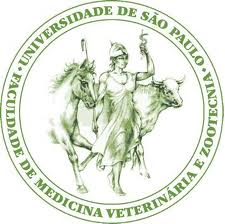 UNIVERSIDADE DE SÃO PAULO
FACULDADE DE MEDICINA VETERINÁRIA E ZOOTECNIA